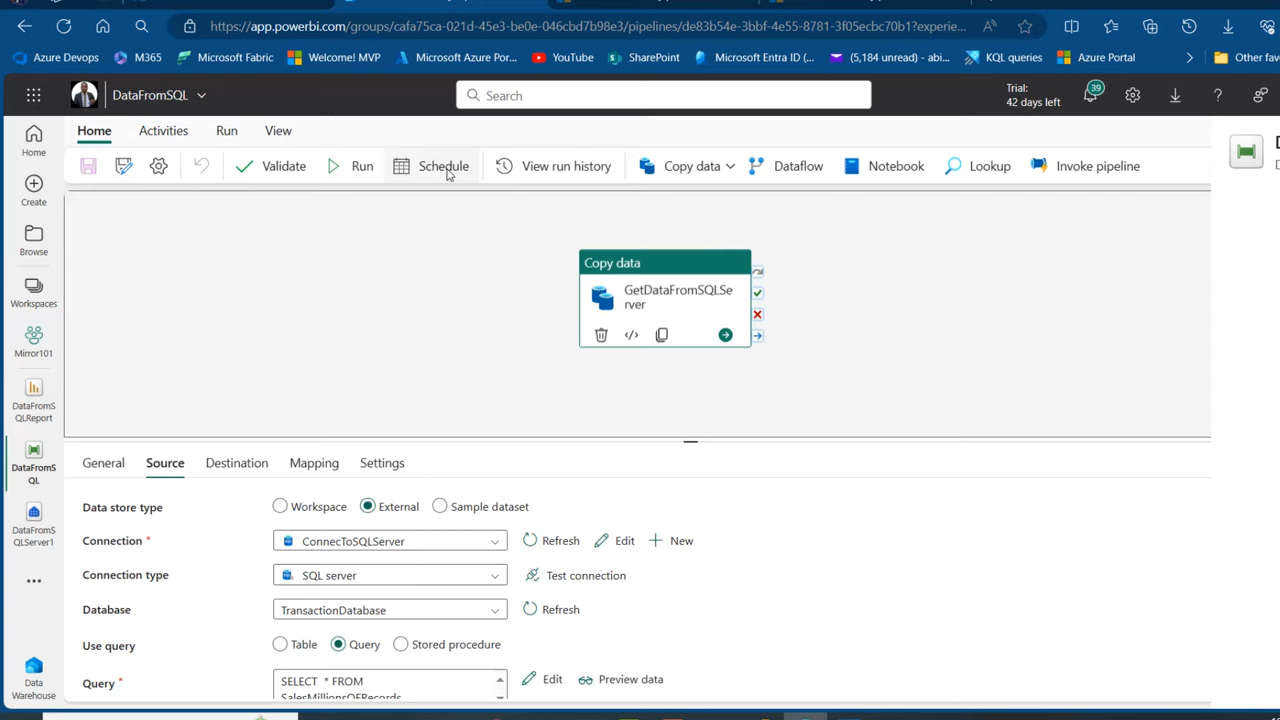 https://app.powerbi.com/groups/cafa75ca-021d-45e3-be0e-046cbd7b98e3/pipelines/de83b54e-3bbf-4e55-8781-3f05ecbc70b1?experie...
Azure Devops M365 Microsoft Fabric Welcome! MVP Microsoft Azure Por... YouTube SharePoint Microsoft Entra ID (... (5,184 unread) - abi... KQL queries Azure Portal Other fav
DataFromSQL Search Trial: 42 days left 39
Home Activities Run View
Validate Run Schedule View run history Copy data Dataflow Notebook Lookup Invoke pipeline
Home
Create
Browse
Workspaces
Mirror101
DataFromS
QLReport
DataFromS
QL
DataFromS
QLServer1
Data
Warehouse
Copy data
GetDataFromSQLSe
rver
General Source Destination Mapping Settings
Data store type Workspace External Sample dataset
Connection * ConnecToSQLServer Refresh Edit New
Connection type SQL server Test connection
Database TransactionDatabase Refresh
Use query Table Query Stored procedure
Query * SELECT * FROM Edit Preview data
SalesMillionsOFRecords